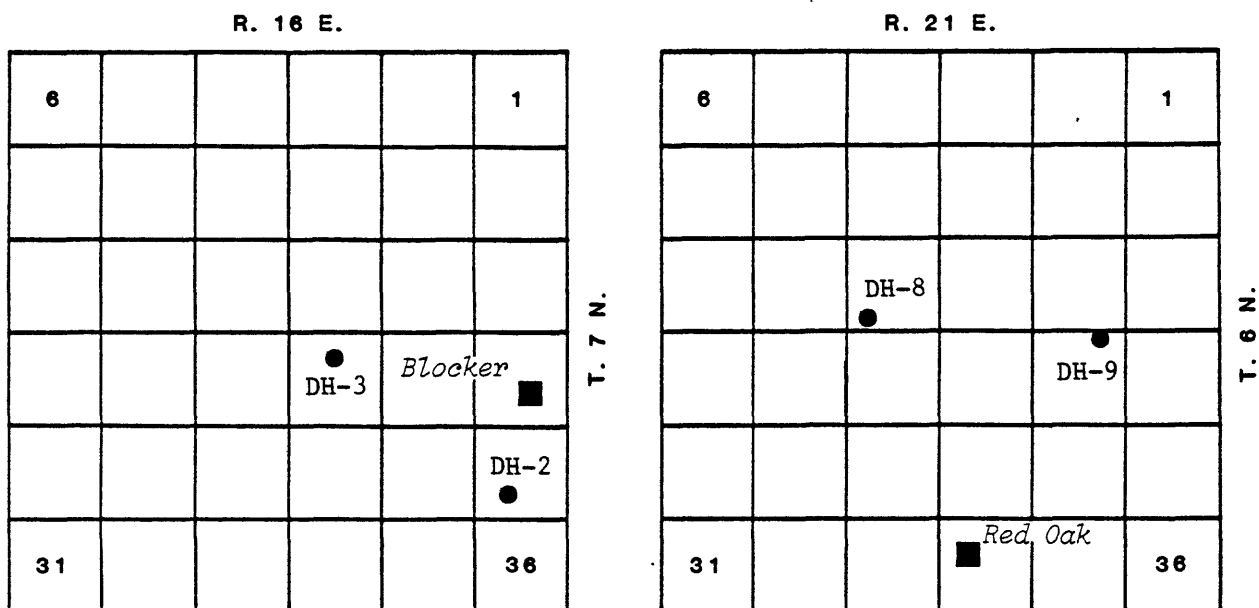 R. 16 E.
6
1
Blocker
DH-3
DH-2
31
36
T. 7 N.
R. 21 E.
6
1
DH-8
DH-9
Red Oak
31
36
T. 6 N.